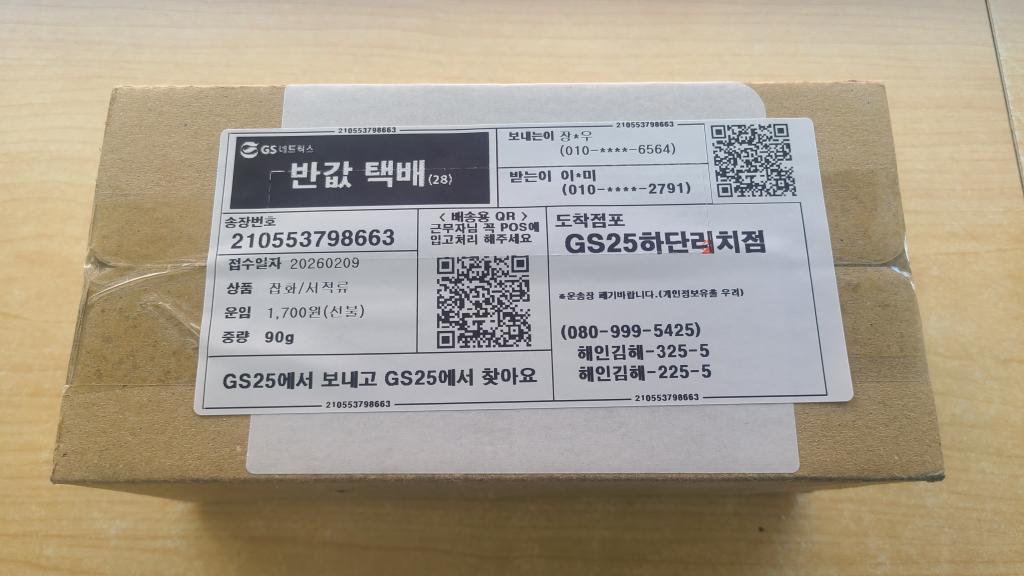 210553798663
GS네트웍스
반값 택배(28)
보내는이 장*우
(010-****-6564)
받는이 이*미
(010-****-2791)
210553798663
송장번호
210553798663
< 배송용 QR >
근무자님 꼭 POS에
입고처리 해주세요
도착점포
GS25하단리치점
접수일자 20260209
상품 잡화/서적류
운임 1,700원(선불)
중량 90g
*운송장 폐기바랍니다.(개인정보유출 우려)
(080-999-5425)
해인김해-325-5
해인김해-225-5
GS25에서 보내고 GS25에서 찾아요
210553798663
210553798663